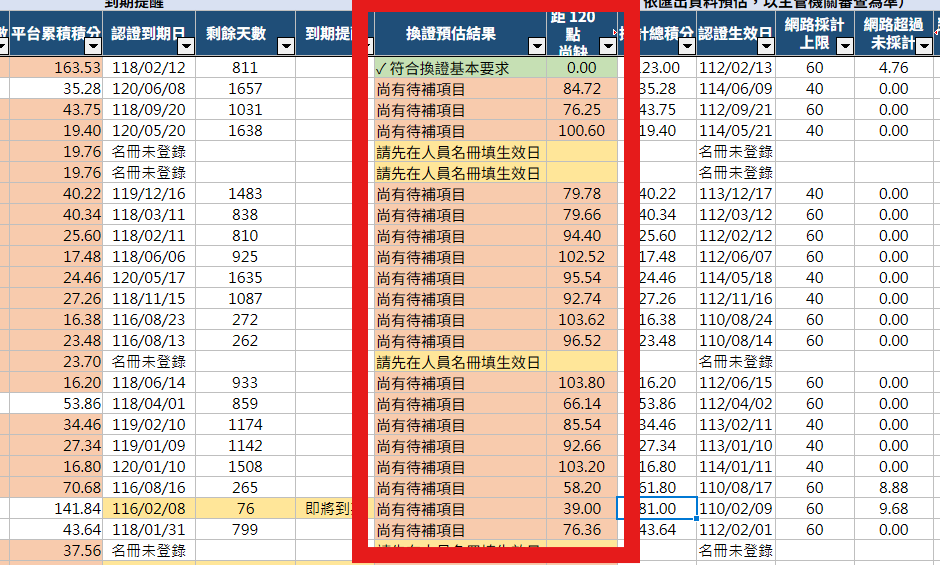 到期提醒 依匯出資料預估，以主管機關審查為準）
平台累積積分 認證到期日 剩餘天數 到期提 換證預估結果 距 120 點 尚缺 計總積分 認證生效日 網路採計上限 網路超過未採計
163.53 118/02/12 811 ✓符合換證基本要求 0.00 23.00 112/02/13 60 4.76
35.28 120/06/08 1657 尚有待補項目 84.72 35.28 114/06/09 40 0.00
43.75 118/09/20 1031 尚有待補項目 76.25 43.75 112/09/21 60 0.00
19.40 120/05/20 1638 尚有待補項目 100.60 19.40 114/05/21 40 0.00
19.76 名冊未登錄 請先在人員名冊填生效日 名冊未登錄
19.76 名冊未登錄 請先在人員名冊填生效日 名冊未登錄
40.22 119/12/16 1483 尚有待補項目 79.78 40.22 113/12/17 40 0.00
40.34 118/03/11 838 尚有待補項目 79.66 40.34 112/03/12 60 0.00
25.60 118/02/11 810 尚有待補項目 94.40 25.60 112/02/12 60 0.00
17.48 118/06/06 925 尚有待補項目 102.52 17.48 112/06/07 60 0.00
24.46 120/05/17 1635 尚有待補項目 95.54 24.46 114/05/18 40 0.00
27.26 118/11/15 1087 尚有待補項目 92.74 27.26 112/11/16 40 0.00
16.38 116/08/23 272 尚有待補項目 103.62 16.38 110/08/24 60 0.00
23.48 116/08/13 262 尚有待補項目 96.52 23.48 110/08/14 60 0.00
23.70 名冊未登錄 請先在人員名冊填生效日 名冊未登錄
16.20 118/06/14 933 尚有待補項目 103.80 16.20 112/06/15 60 0.00
53.86 118/04/01 859 尚有待補項目 66.14 53.86 112/04/02 60 0.00
34.46 119/02/10 1174 尚有待補項目 85.54 34.46 113/02/11 40 0.00
27.34 119/01/09 1142 尚有待補項目 92.66 27.34 113/01/10 40 0.00
16.80 120/01/10 1508 尚有待補項目 103.20 16.80 114/01/11 40 0.00
70.68 116/08/16 265 尚有待補項目 58.20 61.80 110/08/17 60 8.88
141.84 116/02/08 76 即將到 尚有待補項目 39.00 81.00 110/02/09 60 9.68
43.64 118/01/31 799 尚有待補項目 76.36 43.64 112/02/01 60 0.00
37.56 名冊未登錄 名冊未登錄